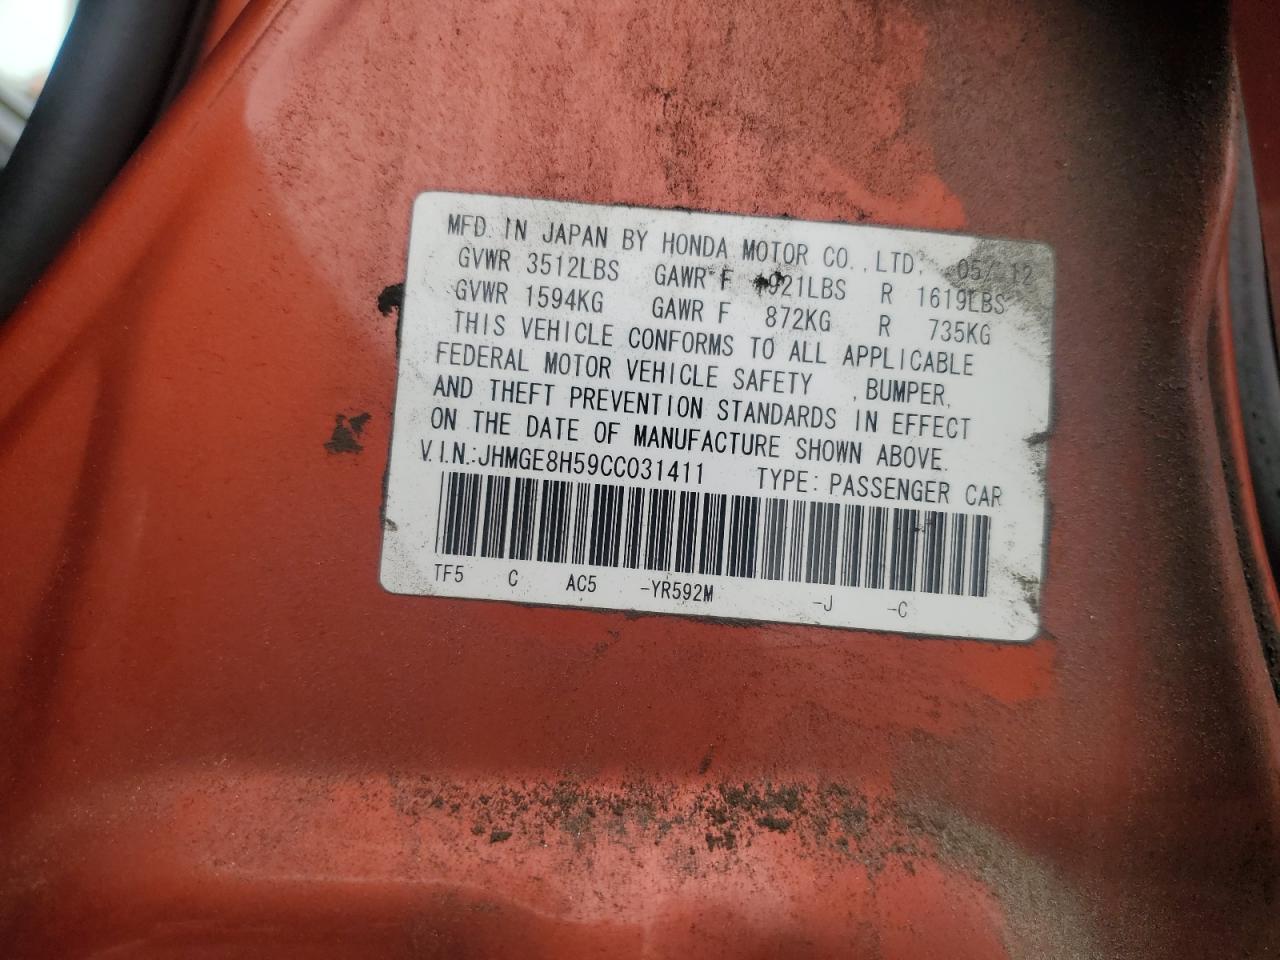 MFD. IN JAPAN BY HONDA MOTOR CO.,LTD. 05/12
GVWR 3512LBS GAWR F 1921LBS R 1619LBS
GVWR 1594KG GAWR F 872KG R 735KG
THIS VEHICLE CONFORMS TO ALL APPLICABLE
FEDERAL MOTOR VEHICLE SAFETY , BUMPER,
AND THEFT PREVENTION STANDARDS IN EFFECT
ON THE DATE OF MANUFACTURE SHOWN ABOVE.
V.I.N.:JHMGE8H59CC031411 TYPE: PASSENGER CAR
TF5 C AC5 -YR592M -J -C